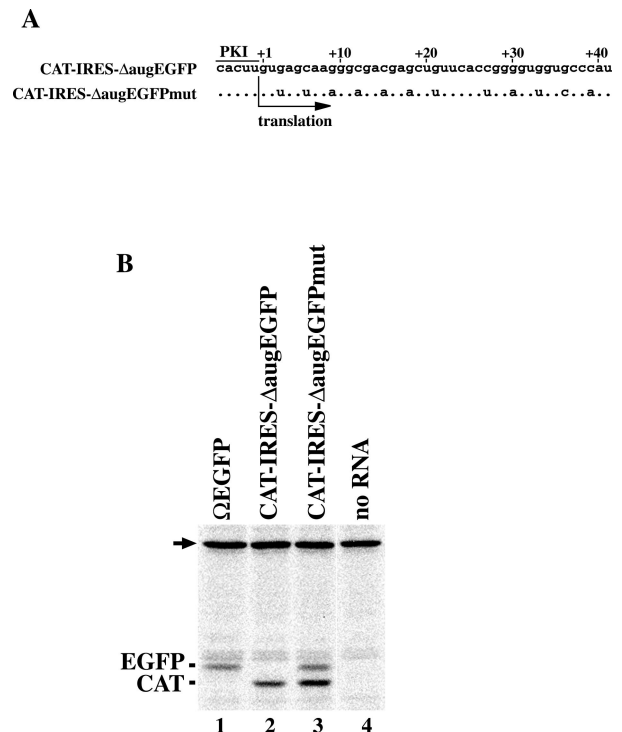 A
PKI +1 +10 +20 +30 +40
CAT-IRES-ΔaugEGFP cacuugugagcaagggcgacgagcuguucaccgggguggugcccau
CAT-IRES-ΔaugEGFPmut .......u.u.a.a.a.a.u....u.a.u.c.a..
translation
B
ΩEGFP
CAT-IRES-ΔaugEGFP
CAT-IRES-ΔaugEGFPmut
no RNA
EGFP
CAT
1 2 3 4